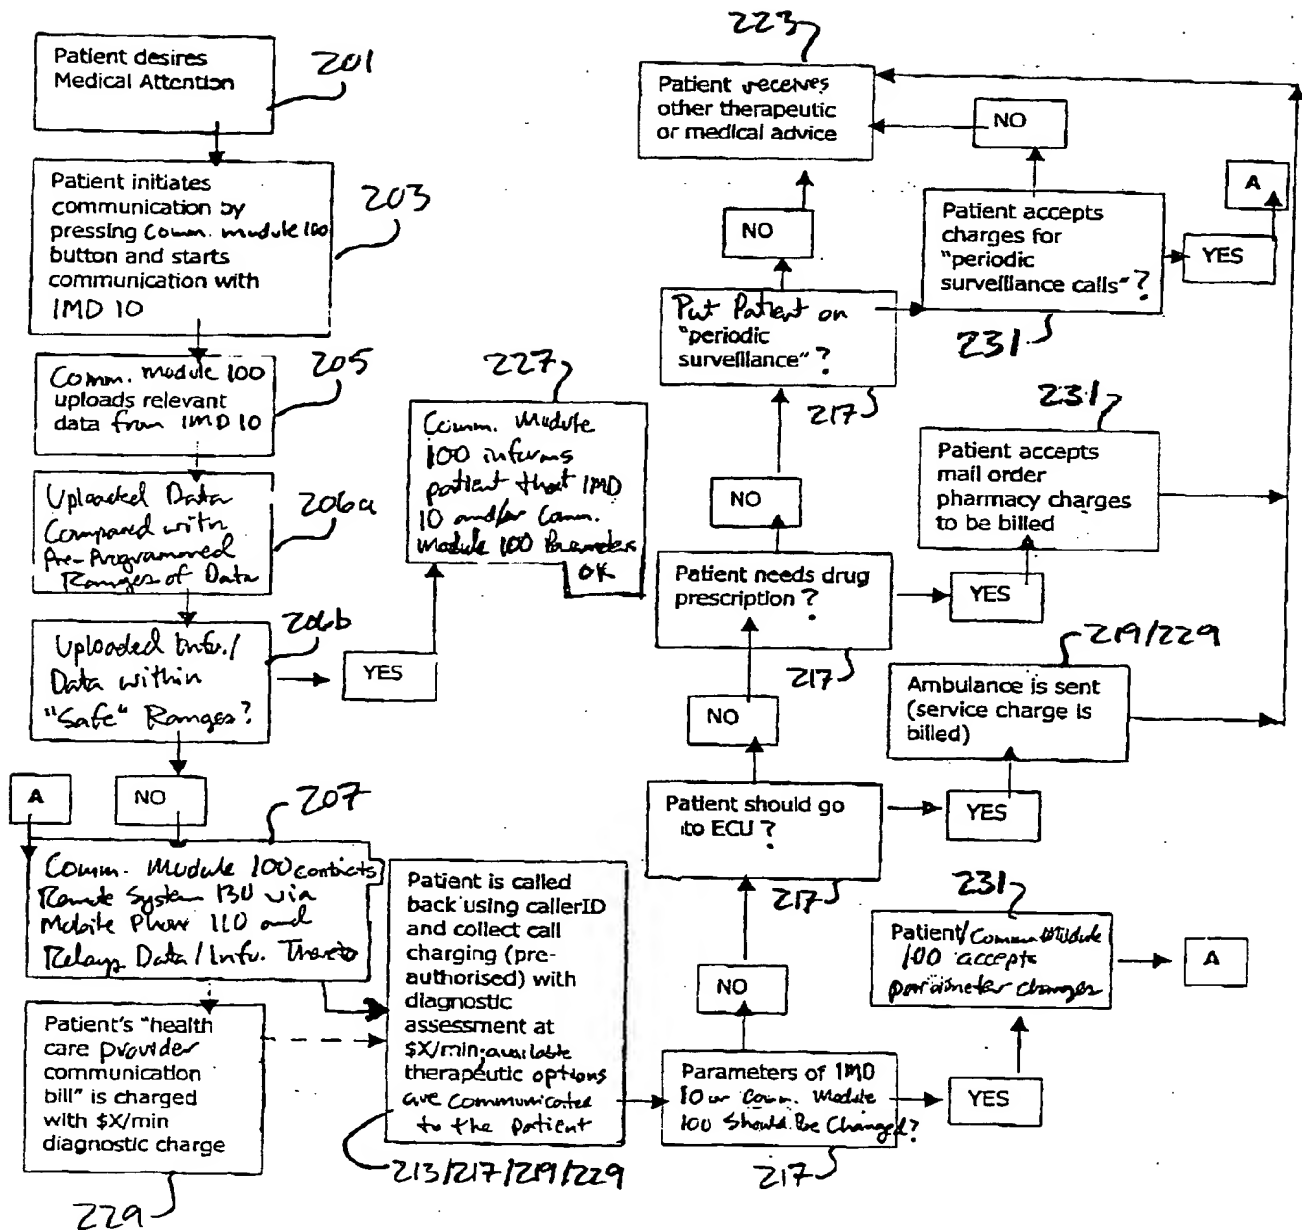 Patient desires
Medical Attention
201
Patient initiates
communication by
pressing Comm. module 100
button and starts
communication with
IMD 10
203
Comm. module 100
uploads relevant
data from IMD 10
205
Uploaded Data
Compared with
Pre-Programmed
Ranges of Data
206a
Uploaded Info./
Data within
"Safe" Ranges?
206b
YES
227
Comm. Module
100 informs
patient that IMD
10 and/or Comm.
Module 100 Parameters
OK
A
NO
207
Comm. Module 100 contacts
Remote System 130 via
Mobile Phone 110 and
Relays Data/Info. Thereto
Patient's "health
care provider
communication
bill" is charged
with $X/min
diagnostic charge
229
Patient is called
back using callerID
and collect call
charging (pre-
authorised) with
diagnostic
assessment at
$X/min; available
therapeutic options
are communicated
to the patient
213/217/219/229
Parameters of IMD
10 or Comm. Module
100 Should Be Changed?
217
YES
231
Patient/Comm. Module
100 accepts
parameter changes
A
NO
Patient should go
to ECU?
217
YES
Ambulance is sent
(service charge is
billed)
219/229
NO
Patient needs drug
prescription?
217
YES
231
Patient accepts
mail order
pharmacy charges
to be billed
NO
Put Patient on
"periodic
surveillance"?
217
Patient accepts
charges for
"periodic
surveillance calls"?
231
YES
A
NO
NO
223
Patient receives
other therapeutic
or medical advice